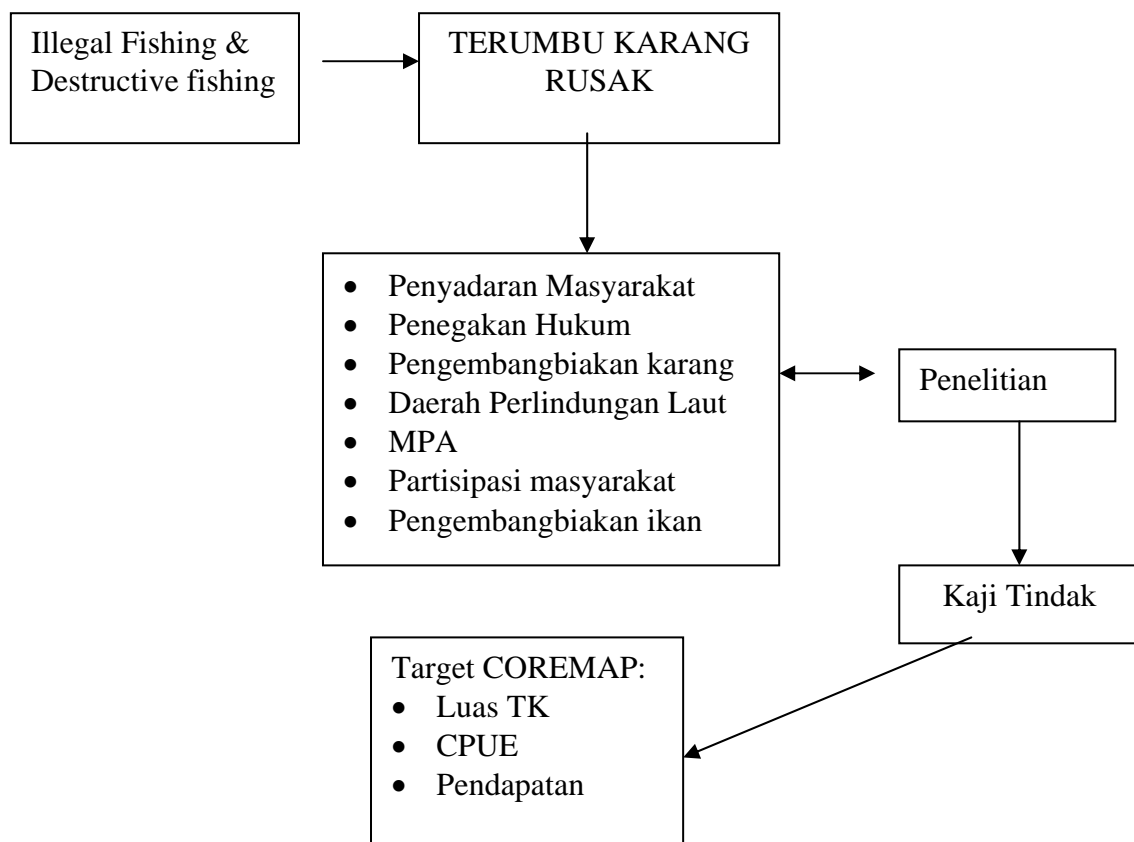 Illegal Fishing &
Destructive fishing
TERUMBU KARANG
RUSAK
• Penyadaran Masyarakat
• Penegakan Hukum
• Pengembangbiakan karang
• Daerah Perlindungan Laut
• MPA
• Partisipasi masyarakat
• Pengembangbiakan ikan
Penelitian
Kaji Tindak
Target COREMAP:
• Luas TK
• CPUE
• Pendapatan